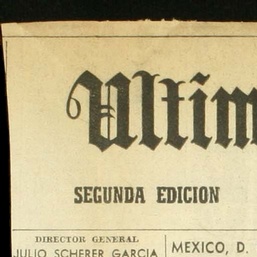 Ultim
SEGUNDA EDICION
DIRECTOR GENERAL
JULIO SCHERER GARCIA
MEXICO, D.